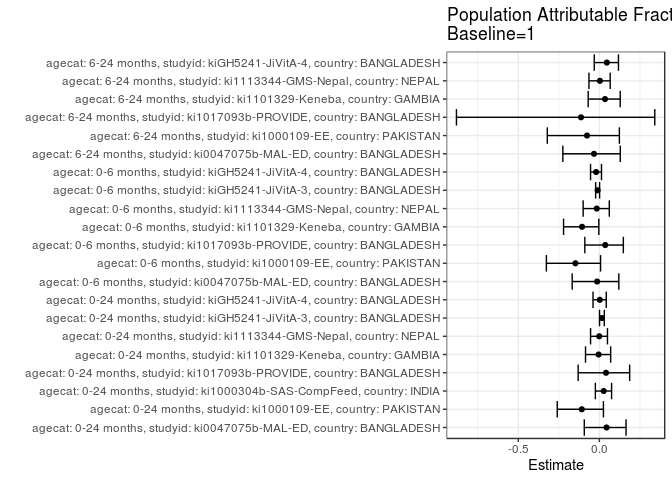 Population Attributable Fract
Baseline=1
agecat: 6-24 months, studyid: kiGH5241-JiVitA-4, country: BANGLADESH
agecat: 6-24 months, studyid: ki1113344-GMS-Nepal, country: NEPAL
agecat: 6-24 months, studyid: ki1101329-Keneba, country: GAMBIA
agecat: 6-24 months, studyid: ki1017093b-PROVIDE, country: BANGLADESH
agecat: 6-24 months, studyid: ki1000109-EE, country: PAKISTAN
agecat: 6-24 months, studyid: ki0047075b-MAL-ED, country: BANGLADESH
agecat: 0-6 months, studyid: kiGH5241-JiVitA-4, country: BANGLADESH
agecat: 0-6 months, studyid: kiGH5241-JiVitA-3, country: BANGLADESH
agecat: 0-6 months, studyid: ki1113344-GMS-Nepal, country: NEPAL
agecat: 0-6 months, studyid: ki1101329-Keneba, country: GAMBIA
agecat: 0-6 months, studyid: ki1017093b-PROVIDE, country: BANGLADESH
agecat: 0-6 months, studyid: ki1000109-EE, country: PAKISTAN
agecat: 0-6 months, studyid: ki0047075b-MAL-ED, country: BANGLADESH
agecat: 0-24 months, studyid: kiGH5241-JiVitA-4, country: BANGLADESH
agecat: 0-24 months, studyid: kiGH5241-JiVitA-3, country: BANGLADESH
agecat: 0-24 months, studyid: ki1113344-GMS-Nepal, country: NEPAL
agecat: 0-24 months, studyid: ki1101329-Keneba, country: GAMBIA
agecat: 0-24 months, studyid: ki1017093b-PROVIDE, country: BANGLADESH
agecat: 0-24 months, studyid: ki1000304b-SAS-CompFeed, country: INDIA
agecat: 0-24 months, studyid: ki1000109-EE, country: PAKISTAN
agecat: 0-24 months, studyid: ki0047075b-MAL-ED, country: BANGLADESH
-0.5 0.0
Estimate